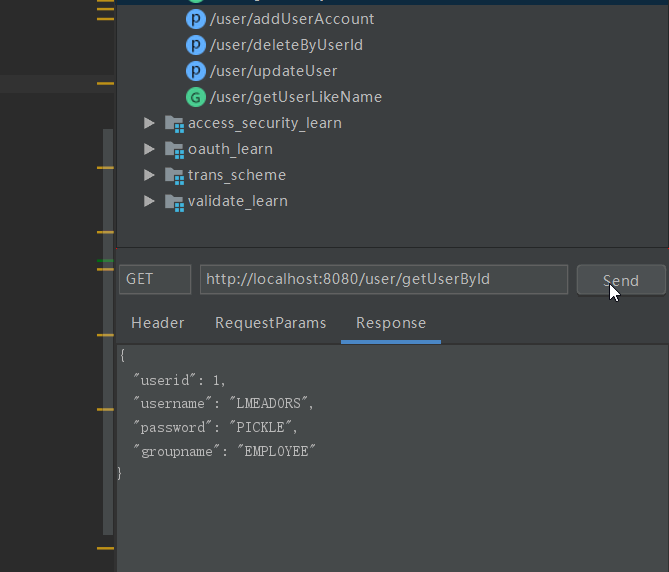 P /user/addUserAccount
P /user/deleteByUserId
P /user/updateUser
G /user/getUserLikeName
access_security_learn
oauth_learn
trans_scheme
validate_learn
GET http://localhost:8080/user/getUserById Send
Header RequestParams Response
{
"userid": 1,
"username": "LMEADORS",
"password": "PICKLE",
"groupname": "EMPLOYEE"
}